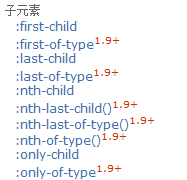 子元素
:first-child
:first-of-type1.9+
:last-child
:last-of-type1.9+
:nth-child
:nth-last-child()1.9+
:nth-last-of-type()1.9+
:nth-of-type()1.9+
:only-child
:only-of-type1.9+